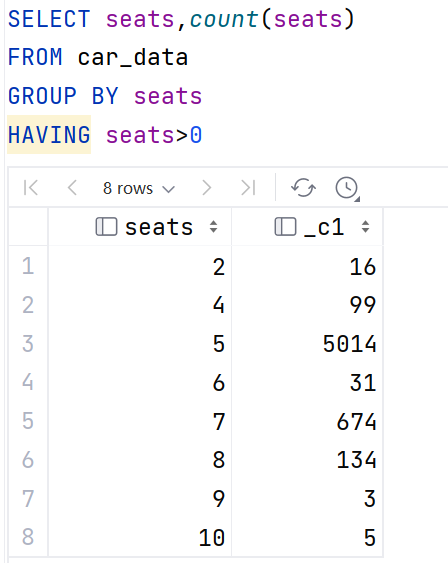 SELECT seats,count(seats)
FROM car_data
GROUP BY seats
HAVING seats>0
8 rows
seats _c1
1 2 16
2 4 99
3 5 5014
4 6 31
5 7 674
6 8 134
7 9 3
8 10 5